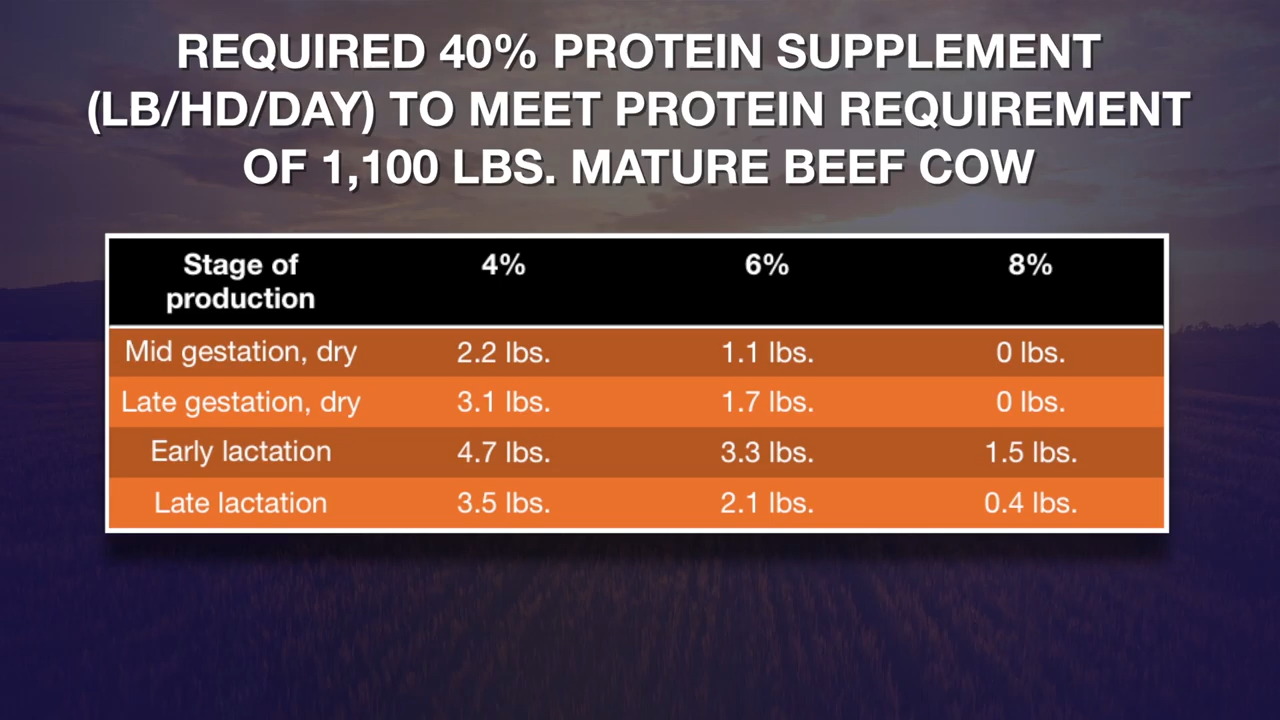 REQUIRED 40% PROTEIN SUPPLEMENT
(LB/HD/DAY) TO MEET PROTEIN REQUIREMENT
OF 1,100 LBS. MATURE BEEF COW
Stage of production 4% 6% 8%
Mid gestation, dry 2.2 lbs. 1.1 lbs. 0 lbs.
Late gestation, dry 3.1 lbs. 1.7 lbs. 0 lbs.
Early lactation 4.7 lbs. 3.3 lbs. 1.5 lbs.
Late lactation 3.5 lbs. 2.1 lbs. 0.4 lbs.